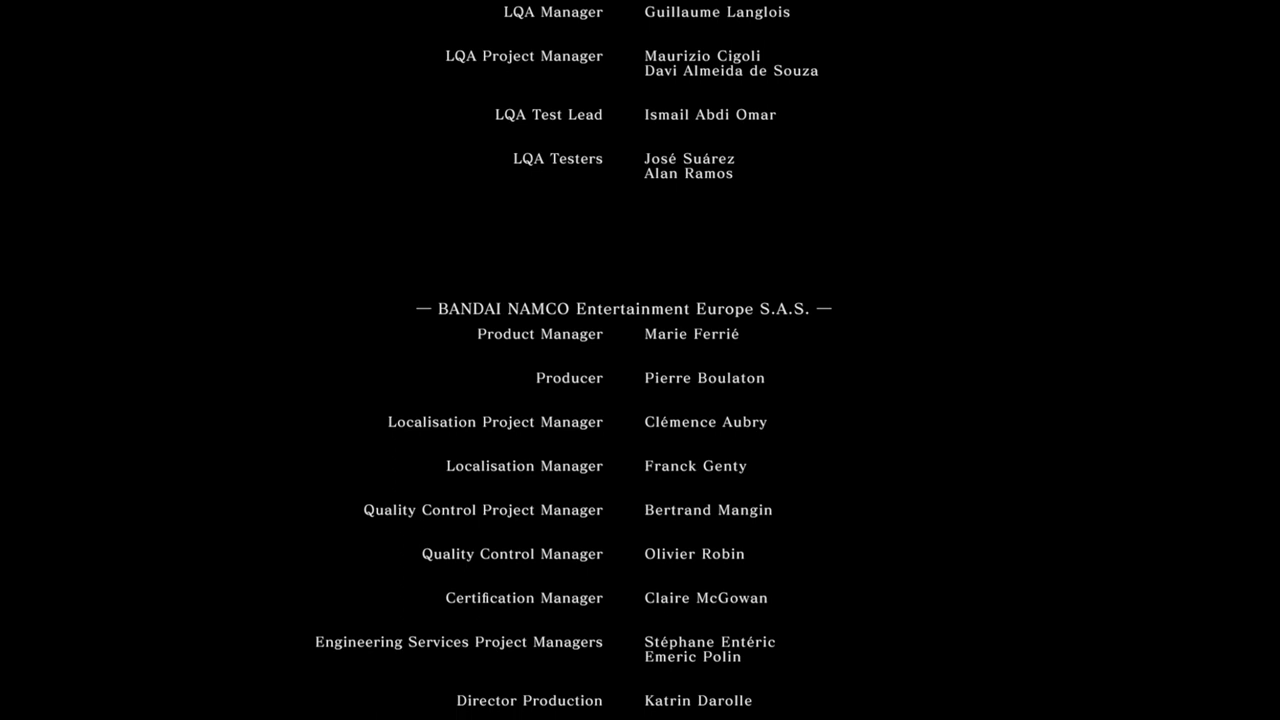 LQA Manager Guillaume Langlois
LQA Project Manager Maurizio Cigoli
Davi Almeida de Souza
LQA Test Lead Ismail Abdi Omar
LQA Testers José Suárez
Alan Ramos
— BANDAI NAMCO Entertainment Europe S.A.S. —
Product Manager Marie Ferrié
Producer Pierre Boulaton
Localisation Project Manager Clémence Aubry
Localisation Manager Franck Genty
Quality Control Project Manager Bertrand Mangin
Quality Control Manager Olivier Robin
Certification Manager Claire McGowan
Engineering Services Project Managers Stéphane Entéric
Emeric Polin
Director Production Katrin Darolle